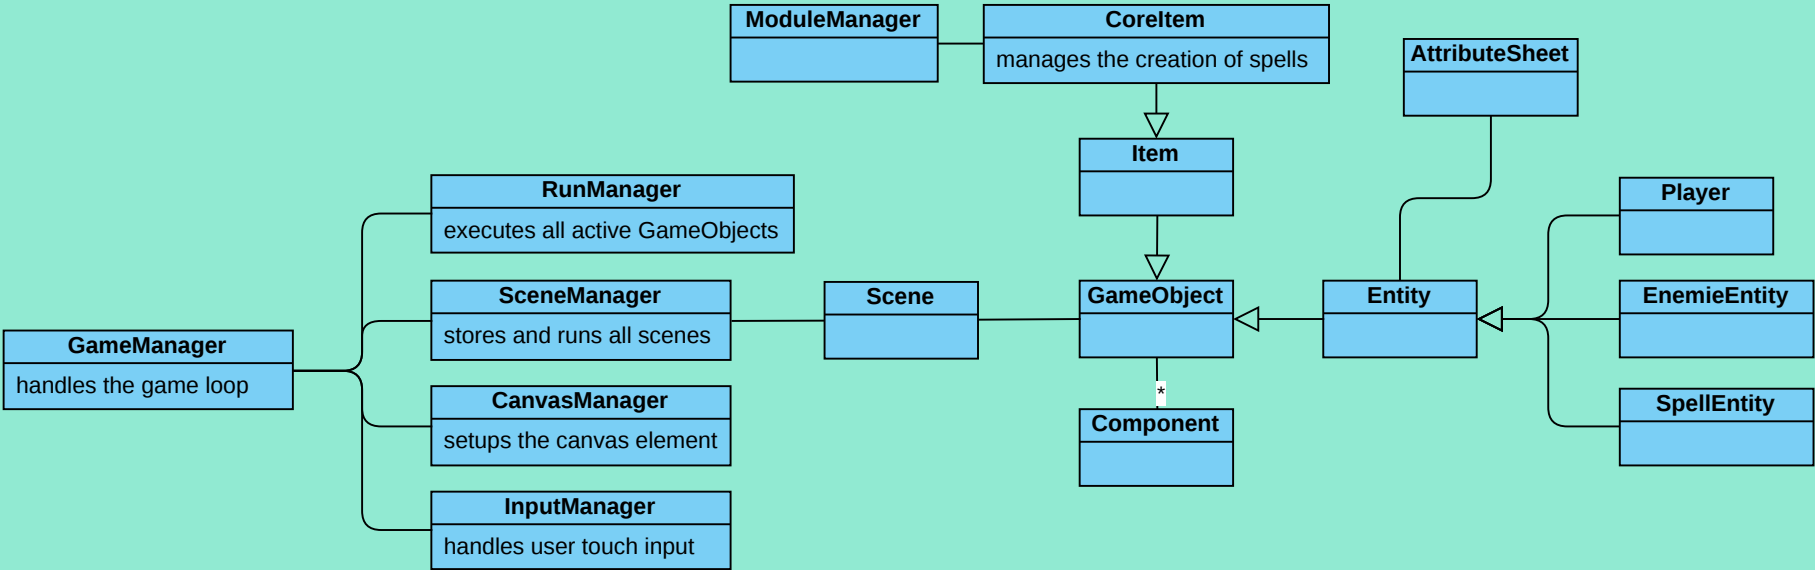 ModuleManager
CoreItem
manages the creation of spells
AttributeSheet
Item
RunManager
executes all active GameObjects
Player
SceneManager
stores and runs all scenes
Scene
GameObject
Entity
EnemieEntity
GameManager
handles the game loop
CanvasManager
setups the canvas element
*
Component
SpellEntity
InputManager
handles user touch input